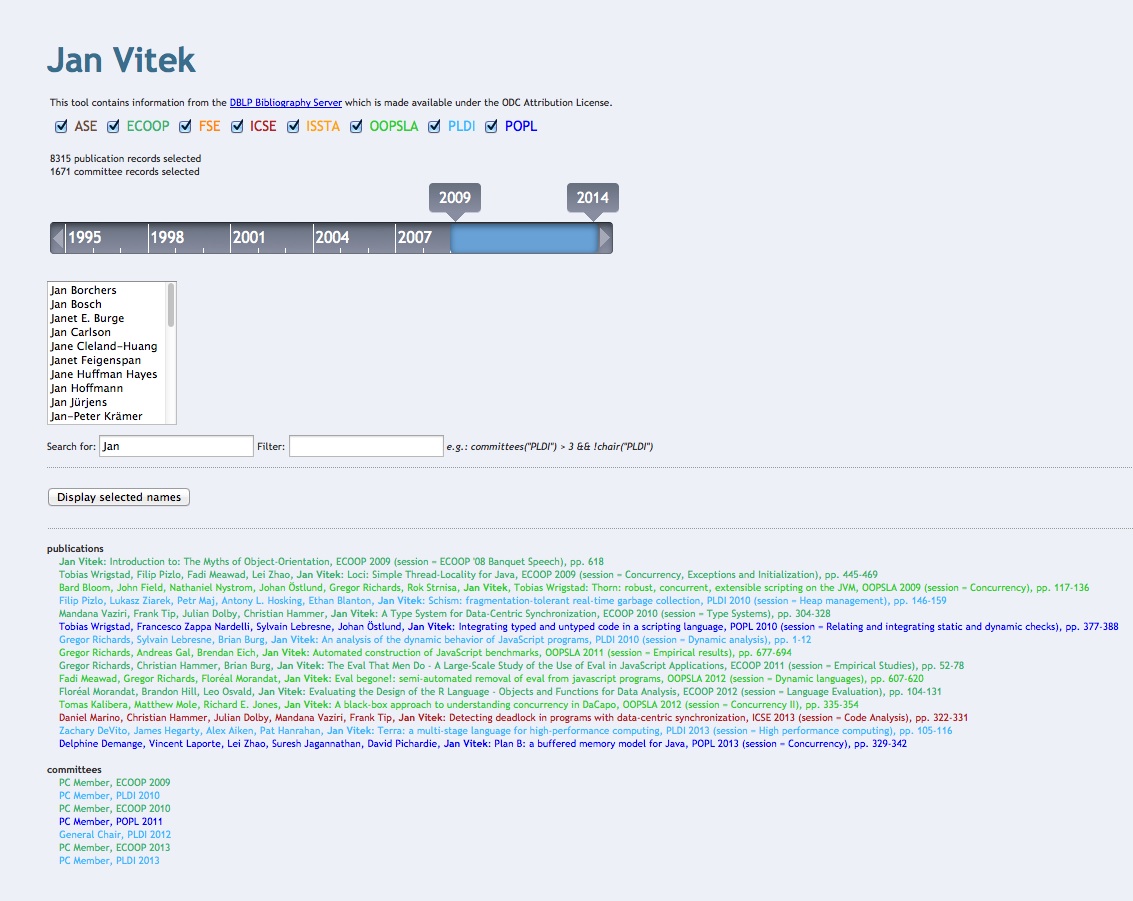 Jan Vitek
This tool contains information from the DBLP Bibliography Server which is made available under the ODC Attribution License.
ASE ECOOP FSE ICSE ISSTA OOPSLA PLDI POPL
8315 publication records selected
1671 committee records selected
2009 2014
1995 1998 2001 2004 2007
Jan Borchers
Jan Bosch
Janet E. Burge
Jan Carlson
Jane Cleland-Huang
Janet Feigenspan
Jane Huffman Hayes
Jan Hoffmann
Jan Jürjens
Jan-Peter Krämer
Search for: Jan Filter: e.g.: committees("PLDI") > 3 && !chair("PLDI")
Display selected names
publications
Jan Vitek: Introduction to: The Myths of Object-Orientation, ECOOP 2009 (session = ECOOP '08 Banquet Speech), pp. 618
Tobias Wrigstad, Filip Pizlo, Fadi Meawad, Lei Zhao, Jan Vitek: Loci: Simple Thread-Locality for Java, ECOOP 2009 (session = Concurrency, Exceptions and Initialization), pp. 445-469
Bard Bloom, John Field, Nathaniel Nystrom, Johan Östlund, Gregor Richards, Rok Strnisa, Jan Vitek, Tobias Wrigstad: Thorn: robust, concurrent, extensible scripting on the JVM, OOPSLA 2009 (session = Concurrency), pp. 117-136
Filip Pizlo, Lukasz Ziarek, Petr Maj, Antony L. Hosking, Ethan Blanton, Jan Vitek: Schism: fragmentation-tolerant real-time garbage collection, PLDI 2010 (session = Heap management), pp. 146-159
Mandana Vaziri, Frank Tip, Julian Dolby, Christian Hammer, Jan Vitek: A Type System for Data-Centric Synchronization, ECOOP 2010 (session = Type Systems), pp. 304-328
Tobias Wrigstad, Francesco Zappa Nardelli, Sylvain Lebresne, Johan Östlund, Jan Vitek: Integrating typed and untyped code in a scripting language, POPL 2010 (session = Relating and integrating static and dynamic checks), pp. 377-388
Gregor Richards, Sylvain Lebresne, Brian Burg, Jan Vitek: An analysis of the dynamic behavior of JavaScript programs, PLDI 2010 (session = Dynamic analysis), pp. 1-12
Gregor Richards, Andreas Gal, Brendan Eich, Jan Vitek: Automated construction of JavaScript benchmarks, OOPSLA 2011 (session = Empirical results), pp. 677-694
Gregor Richards, Christian Hammer, Brian Burg, Jan Vitek: The Eval That Men Do - A Large-Scale Study of the Use of Eval in JavaScript Applications, ECOOP 2011 (session = Empirical Studies), pp. 52-78
Fadi Meawad, Gregor Richards, Floréal Morandat, Jan Vitek: Eval begone!: semi-automated removal of eval from javascript programs, OOPSLA 2012 (session = Dynamic languages), pp. 607-620
Floréal Morandat, Brandon Hill, Leo Osvald, Jan Vitek: Evaluating the Design of the R Language - Objects and Functions for Data Analysis, ECOOP 2012 (session = Language Evaluation), pp. 104-131
Tomas Kalibera, Matthew Mole, Richard E. Jones, Jan Vitek: A black-box approach to understanding concurrency in DaCapo, OOPSLA 2012 (session = Concurrency II), pp. 335-354
Daniel Marino, Christian Hammer, Julian Dolby, Mandana Vaziri, Frank Tip, Jan Vitek: Detecting deadlock in programs with data-centric synchronization, ICSE 2013 (session = Code Analysis), pp. 322-331
Zachary DeVito, James Hegarty, Alex Aiken, Pat Hanrahan, Jan Vitek: Terra: a multi-stage language for high-performance computing, PLDI 2013 (session = High performance computing), pp. 105-116
Delphine Demange, Vincent Laporte, Lei Zhao, Suresh Jagannathan, David Pichardie, Jan Vitek: Plan B: a buffered memory model for Java, POPL 2013 (session = Concurrency), pp. 329-342
committees
PC Member, ECOOP 2009
PC Member, PLDI 2010
PC Member, ECOOP 2010
PC Member, POPL 2011
General Chair, PLDI 2012
PC Member, ECOOP 2013
PC Member, PLDI 2013